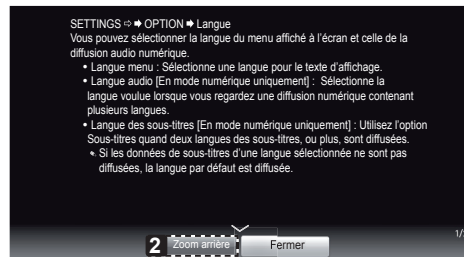 SETTINGS ⇨ ➡ OPTION ➡ Langue
Vous pouvez sélectionner la langue du menu affiché à l'écran et celle de la
diffusion audio numérique.
• Langue menu : Sélectionne une langue pour le texte d'affichage.
• Langue audio [En mode numérique uniquement] : Sélectionne la
langue voulue lorsque vous regardez une diffusion numérique contenant
plusieurs langues.
• Langue des sous-titres [En mode numérique uniquement] : Utilisez l'option
Sous-titres quand deux langues des sous-titres, ou plus, sont diffusées.
Si les données de sous-titres d'une langue sélectionnée ne sont pas
diffusées, la langue par défaut est diffusée.
2 Zoom arrière Fermer